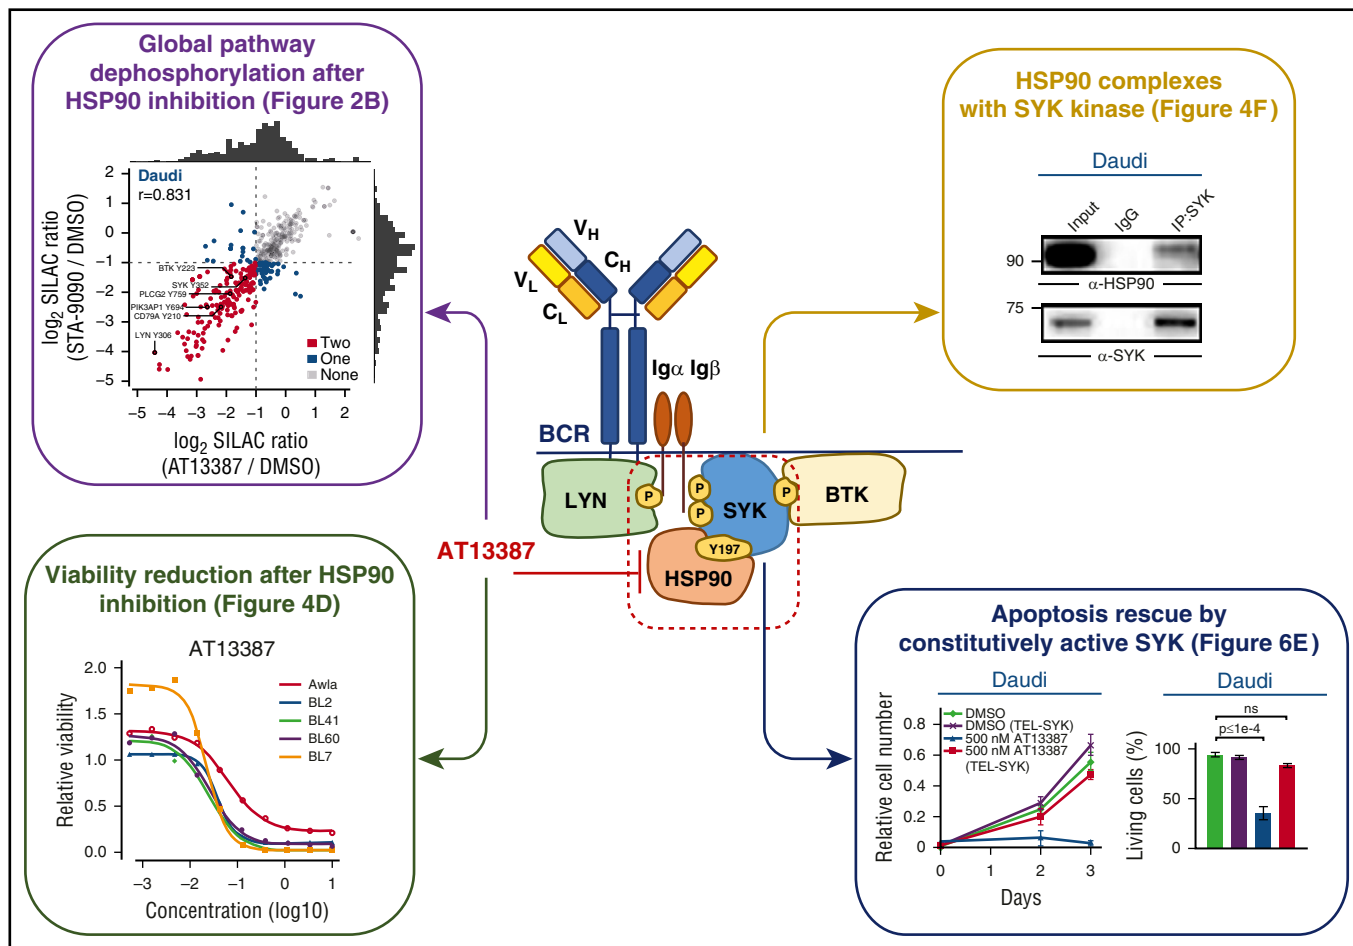 Global pathway
dephosphorylation after
HSP90 inhibition (Figure 2B)
Daudi
r=0.831
2
1
0
−1
−2
−3
−4
−5
log2 SILAC ratio
(STA-9090 / DMSO)
BTK Y223
SYK Y352
PLCG2 Y759
PIK3AP1 Y694
CD79A Y210
LYN Y306
Two
One
None
−5 −4 −3 −2 −1 0 1 2
log2 SILAC ratio
(AT13387 / DMSO)
HSP90 complexes
with SYK kinase (Figure 4F)
Daudi
Input IgG IP:SYK
90
α-HSP90
75
α-SYK
VH
CH
VL
CL
Igα Igβ
BCR
LYN
P
P
P
SYK
P
BTK
Y197
HSP90
AT13387
Viability reduction after HSP90
inhibition (Figure 4D)
AT13387
Relative viability
2.0
1.5
1.0
0.5
0.0
Awla
BL2
BL41
BL60
BL7
−3 −2 −1 0 1
Concentration (log10)
Apoptosis rescue by
constitutively active SYK (Figure 6E)
Daudi
Relative cell number
0.8
0.6
0.4
0.2
0
DMSO
DMSO (TEL-SYK)
500 nM AT13387
500 nM AT13387
(TEL-SYK)
0 1 2 3
Days
Daudi
ns
p≤1e-4
Living cells (%)
100
50
0